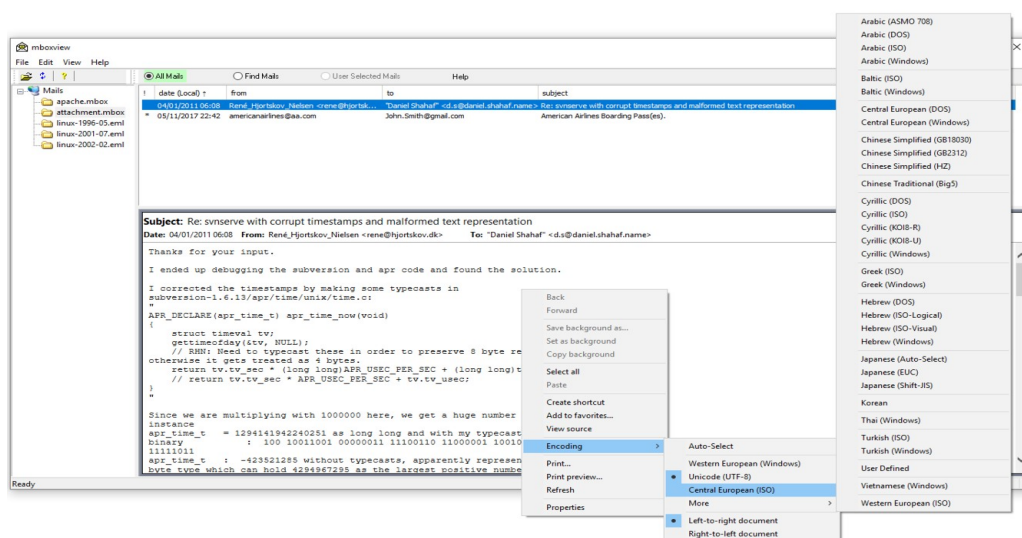 mboxview
File Edit View Help
All Mails Find Mails User Selected Mails Help
Mails
apache.mbox
attachment.mbox
linux-1996-05.eml
linux-2001-07.eml
linux-2002-02.eml
! date (Local) from to subject
04/01/2011 06:08 René_Hjortskov_Nielsen <rene@hjortsk... "Daniel Shahaf" <d.s@daniel.shahaf.name> Re: svnserve with corrupt timestamps and malformed text representation
* 05/11/2017 22:42 americanairlines@aa.com John.Smith@gmail.com American Airlines Boarding Pass(es).
Subject: Re: svnserve with corrupt timestamps and malformed text representation
Date: 04/01/2011 06:08 From: René_Hjortskov_Nielsen <rene@hjortskov.dk> To: "Daniel Shahaf" <d.s@daniel.shahaf.name>
Thanks for your input.
I ended up debugging the subversion and apr code and found the solution.
I corrected the timestamps by making some typecasts in
subversion-1.6.13/apr/time/unix/time.c:
"
APR_DECLARE(apr_time_t) apr_time_now(void)
{
struct timeval tv;
gettimeofday(&tv, NULL);
// RHN: Need to typecast these in order to preserve 8 byte re
otherwise it gets treated as 4 bytes.
return tv.tv_sec * (long long)APR_USEC_PER_SEC + (long long)t
// return tv.tv_sec * APR_USEC_PER_SEC + tv.tv_usec;
}
"
Since we are multiplying with 1000000 here, we get a huge number
instance
apr_time_t = 1294141942240251 as long long and with my typecast
binary : 100 10011001 00000011 11100110 11000001 10010
11111011
apr_time_t : -423521285 without typecasts, apparently represen
byte type which can hold 4294967295 as the largest positive numbe
Ready
Back
Forward
Save background as...
Set as background
Copy background
Select all
Paste
Create shortcut
Add to favorites...
View source
Encoding
Print...
Print preview...
Refresh
Properties
Auto-Select
Western European (Windows)
Unicode (UTF-8)
Central European (ISO)
More
Left-to-right document
Right-to-left document
Arabic (ASMO 708)
Arabic (DOS)
Arabic (ISO)
Arabic (Windows)
Baltic (ISO)
Baltic (Windows)
Central European (DOS)
Central European (Windows)
Chinese Simplified (GB18030)
Chinese Simplified (GB2312)
Chinese Simplified (HZ)
Chinese Traditional (Big5)
Cyrillic (DOS)
Cyrillic (ISO)
Cyrillic (KOI8-R)
Cyrillic (KOI8-U)
Cyrillic (Windows)
Greek (ISO)
Greek (Windows)
Hebrew (DOS)
Hebrew (ISO-Logical)
Hebrew (ISO-Visual)
Hebrew (Windows)
Japanese (Auto-Select)
Japanese (EUC)
Japanese (Shift-JIS)
Korean
Thai (Windows)
Turkish (ISO)
Turkish (Windows)
User Defined
Vietnamese (Windows)
Western European (ISO)